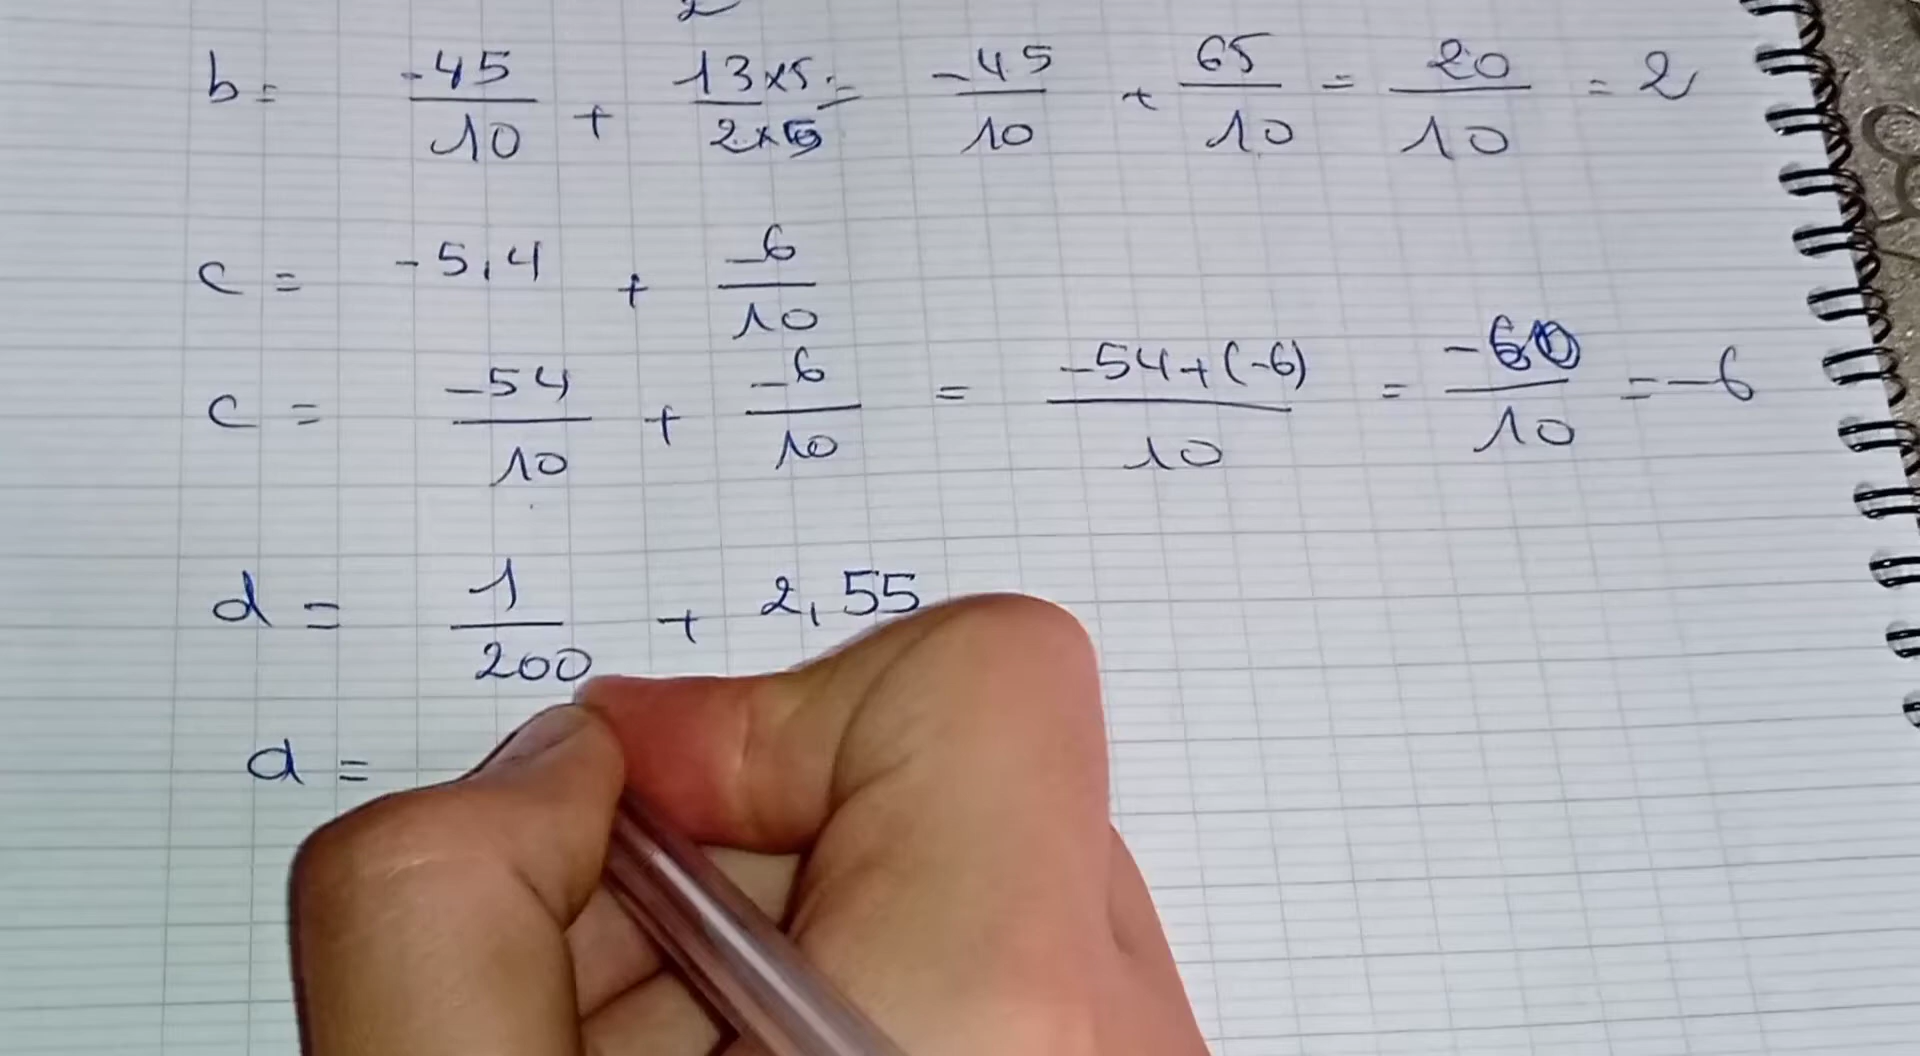 b = -45/10 + 13×5/2×5 = -45/10 + 65/10 = 20/10 = 2
c = -5,4 + -6/10
c = -54/10 + -6/10 = -54+(-6)/10 = -60/10 = -6
d = 1/200 + 2,55
d =